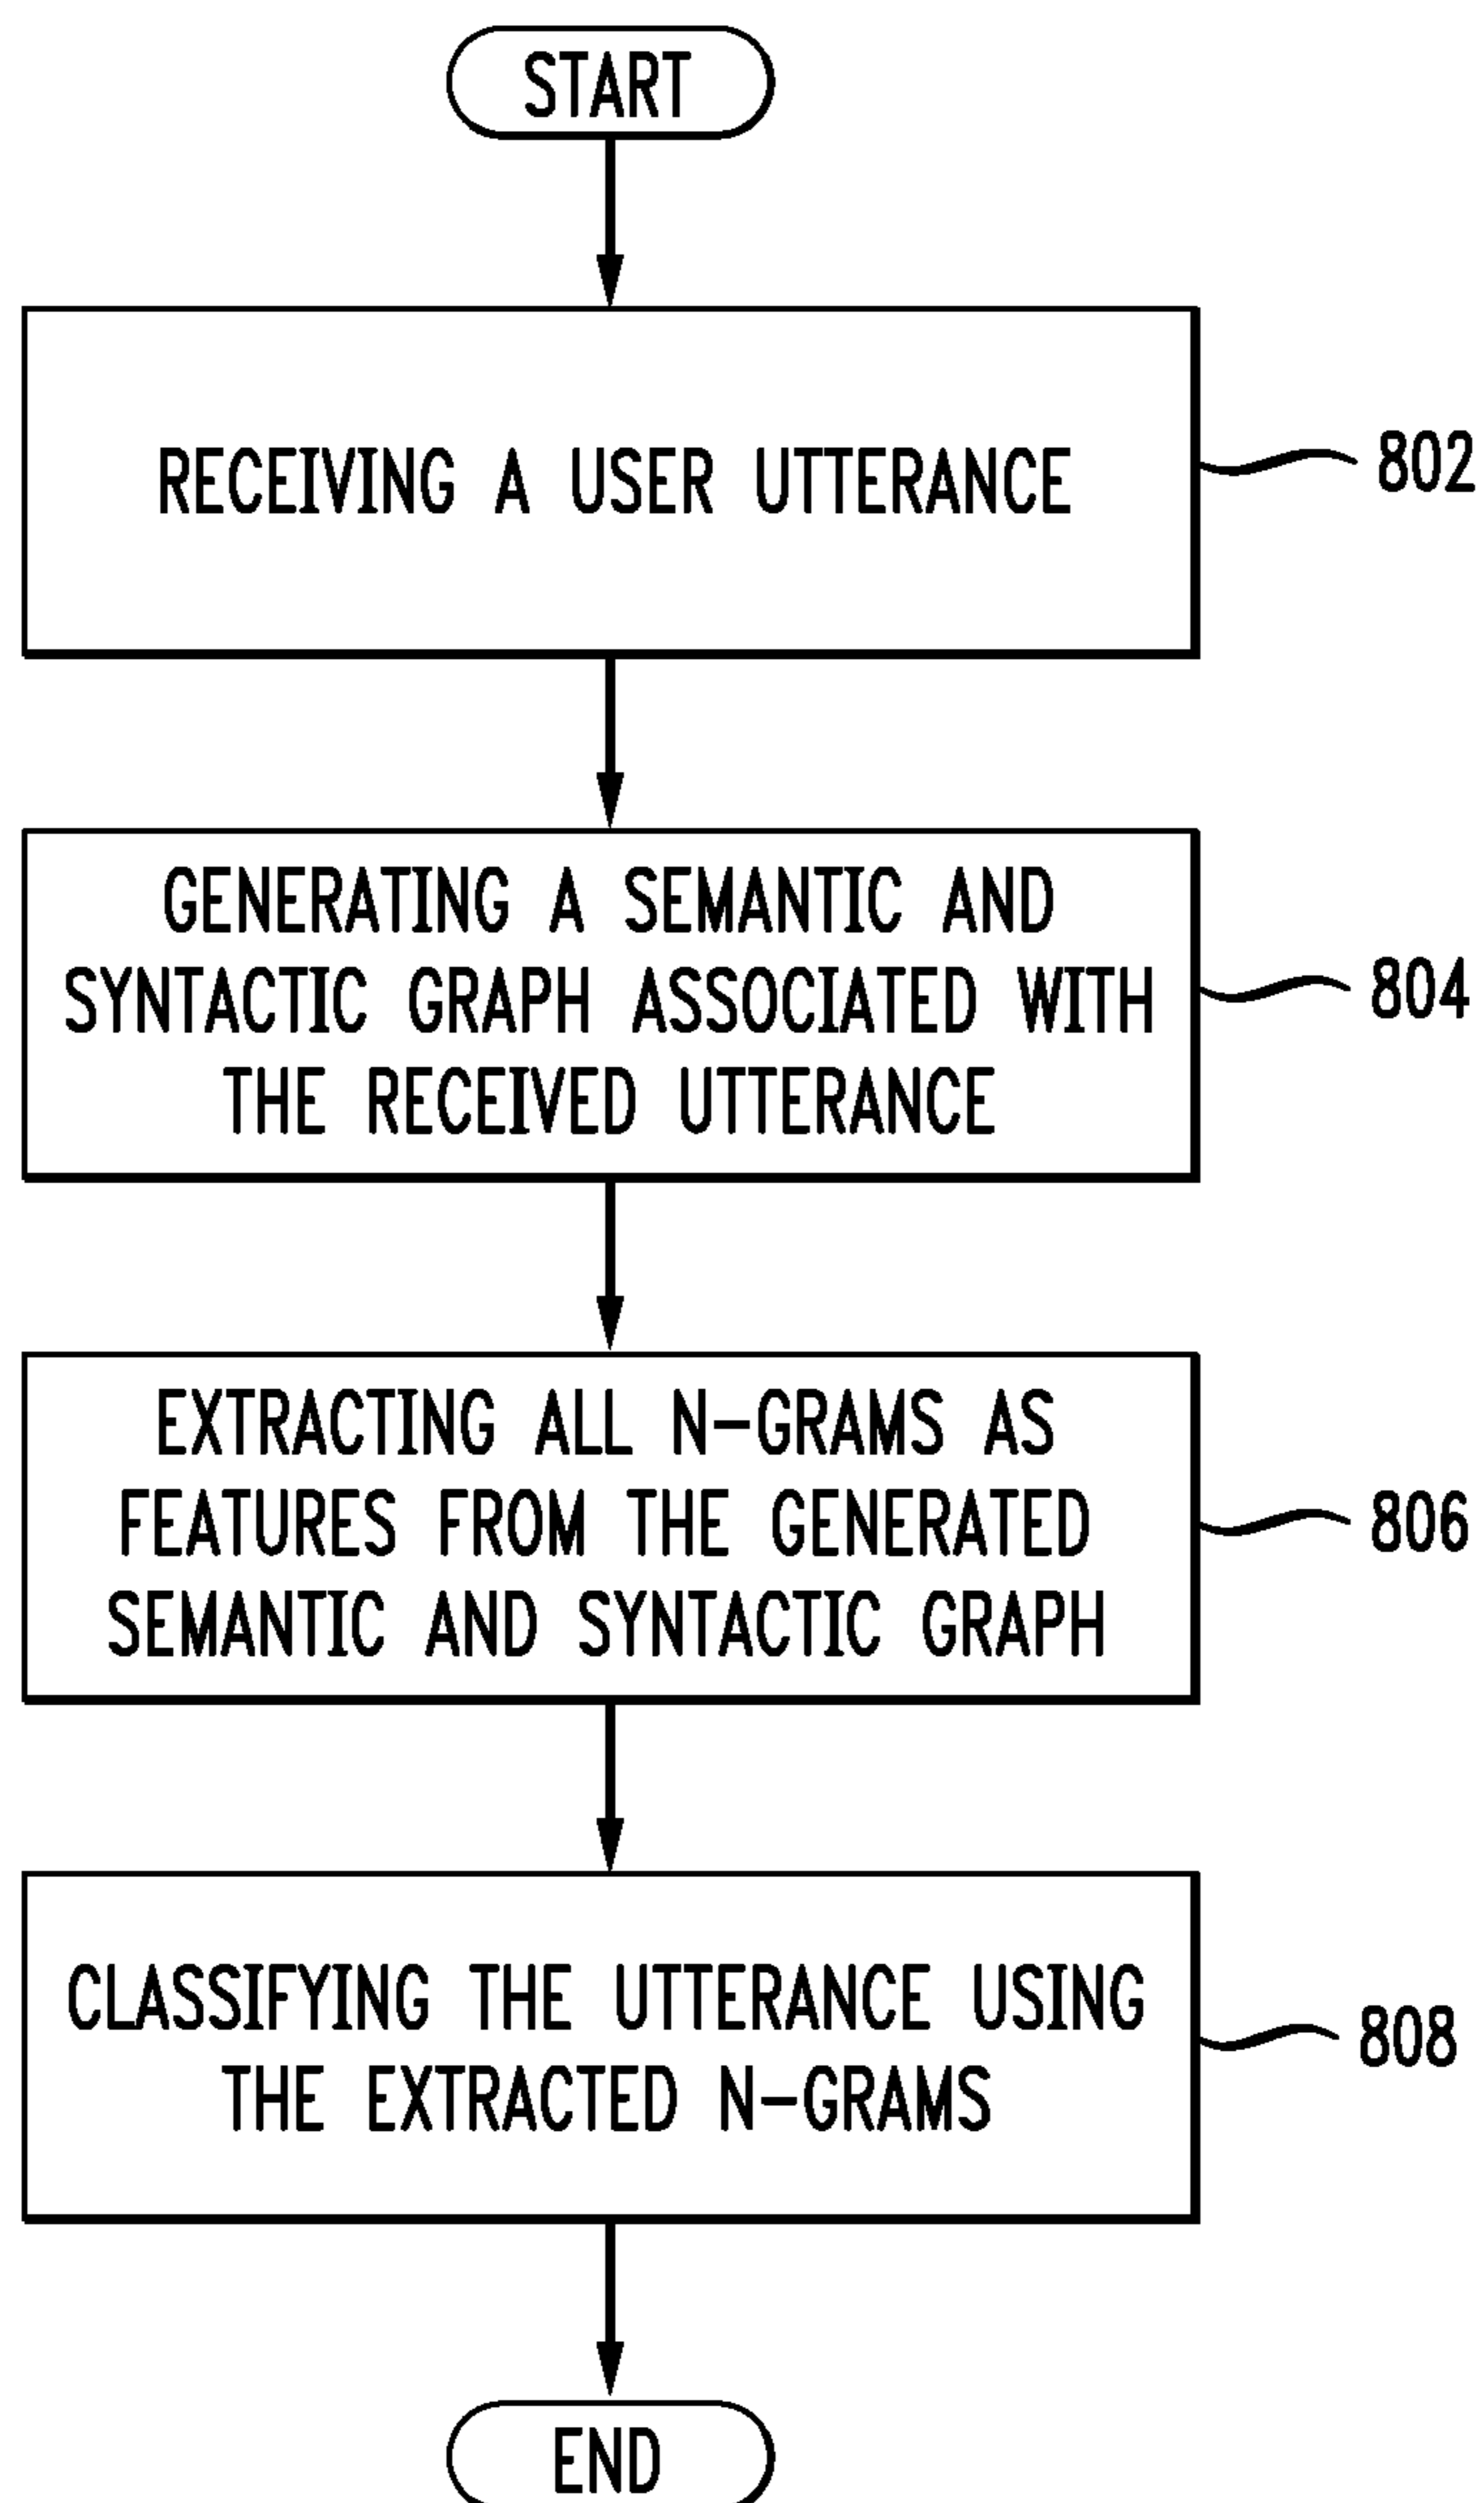 START
RECEIVING A USER UTTERANCE
802
GENERATING A SEMANTIC AND
SYNTACTIC GRAPH ASSOCIATED WITH
THE RECEIVED UTTERANCE
804
EXTRACTING ALL N-GRAMS AS
FEATURES FROM THE GENERATED
SEMANTIC AND SYNTACTIC GRAPH
806
CLASSIFYING THE UTTERANCE USING
THE EXTRACTED N-GRAMS
808
END